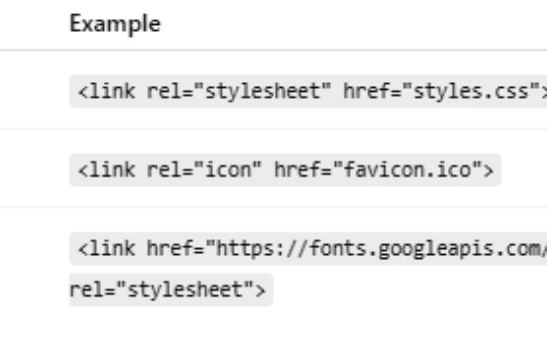 Example
<link rel="stylesheet" href="styles.css">
<link rel="icon" href="favicon.ico">
<link href="https://fonts.googleapis.com/
rel="stylesheet">